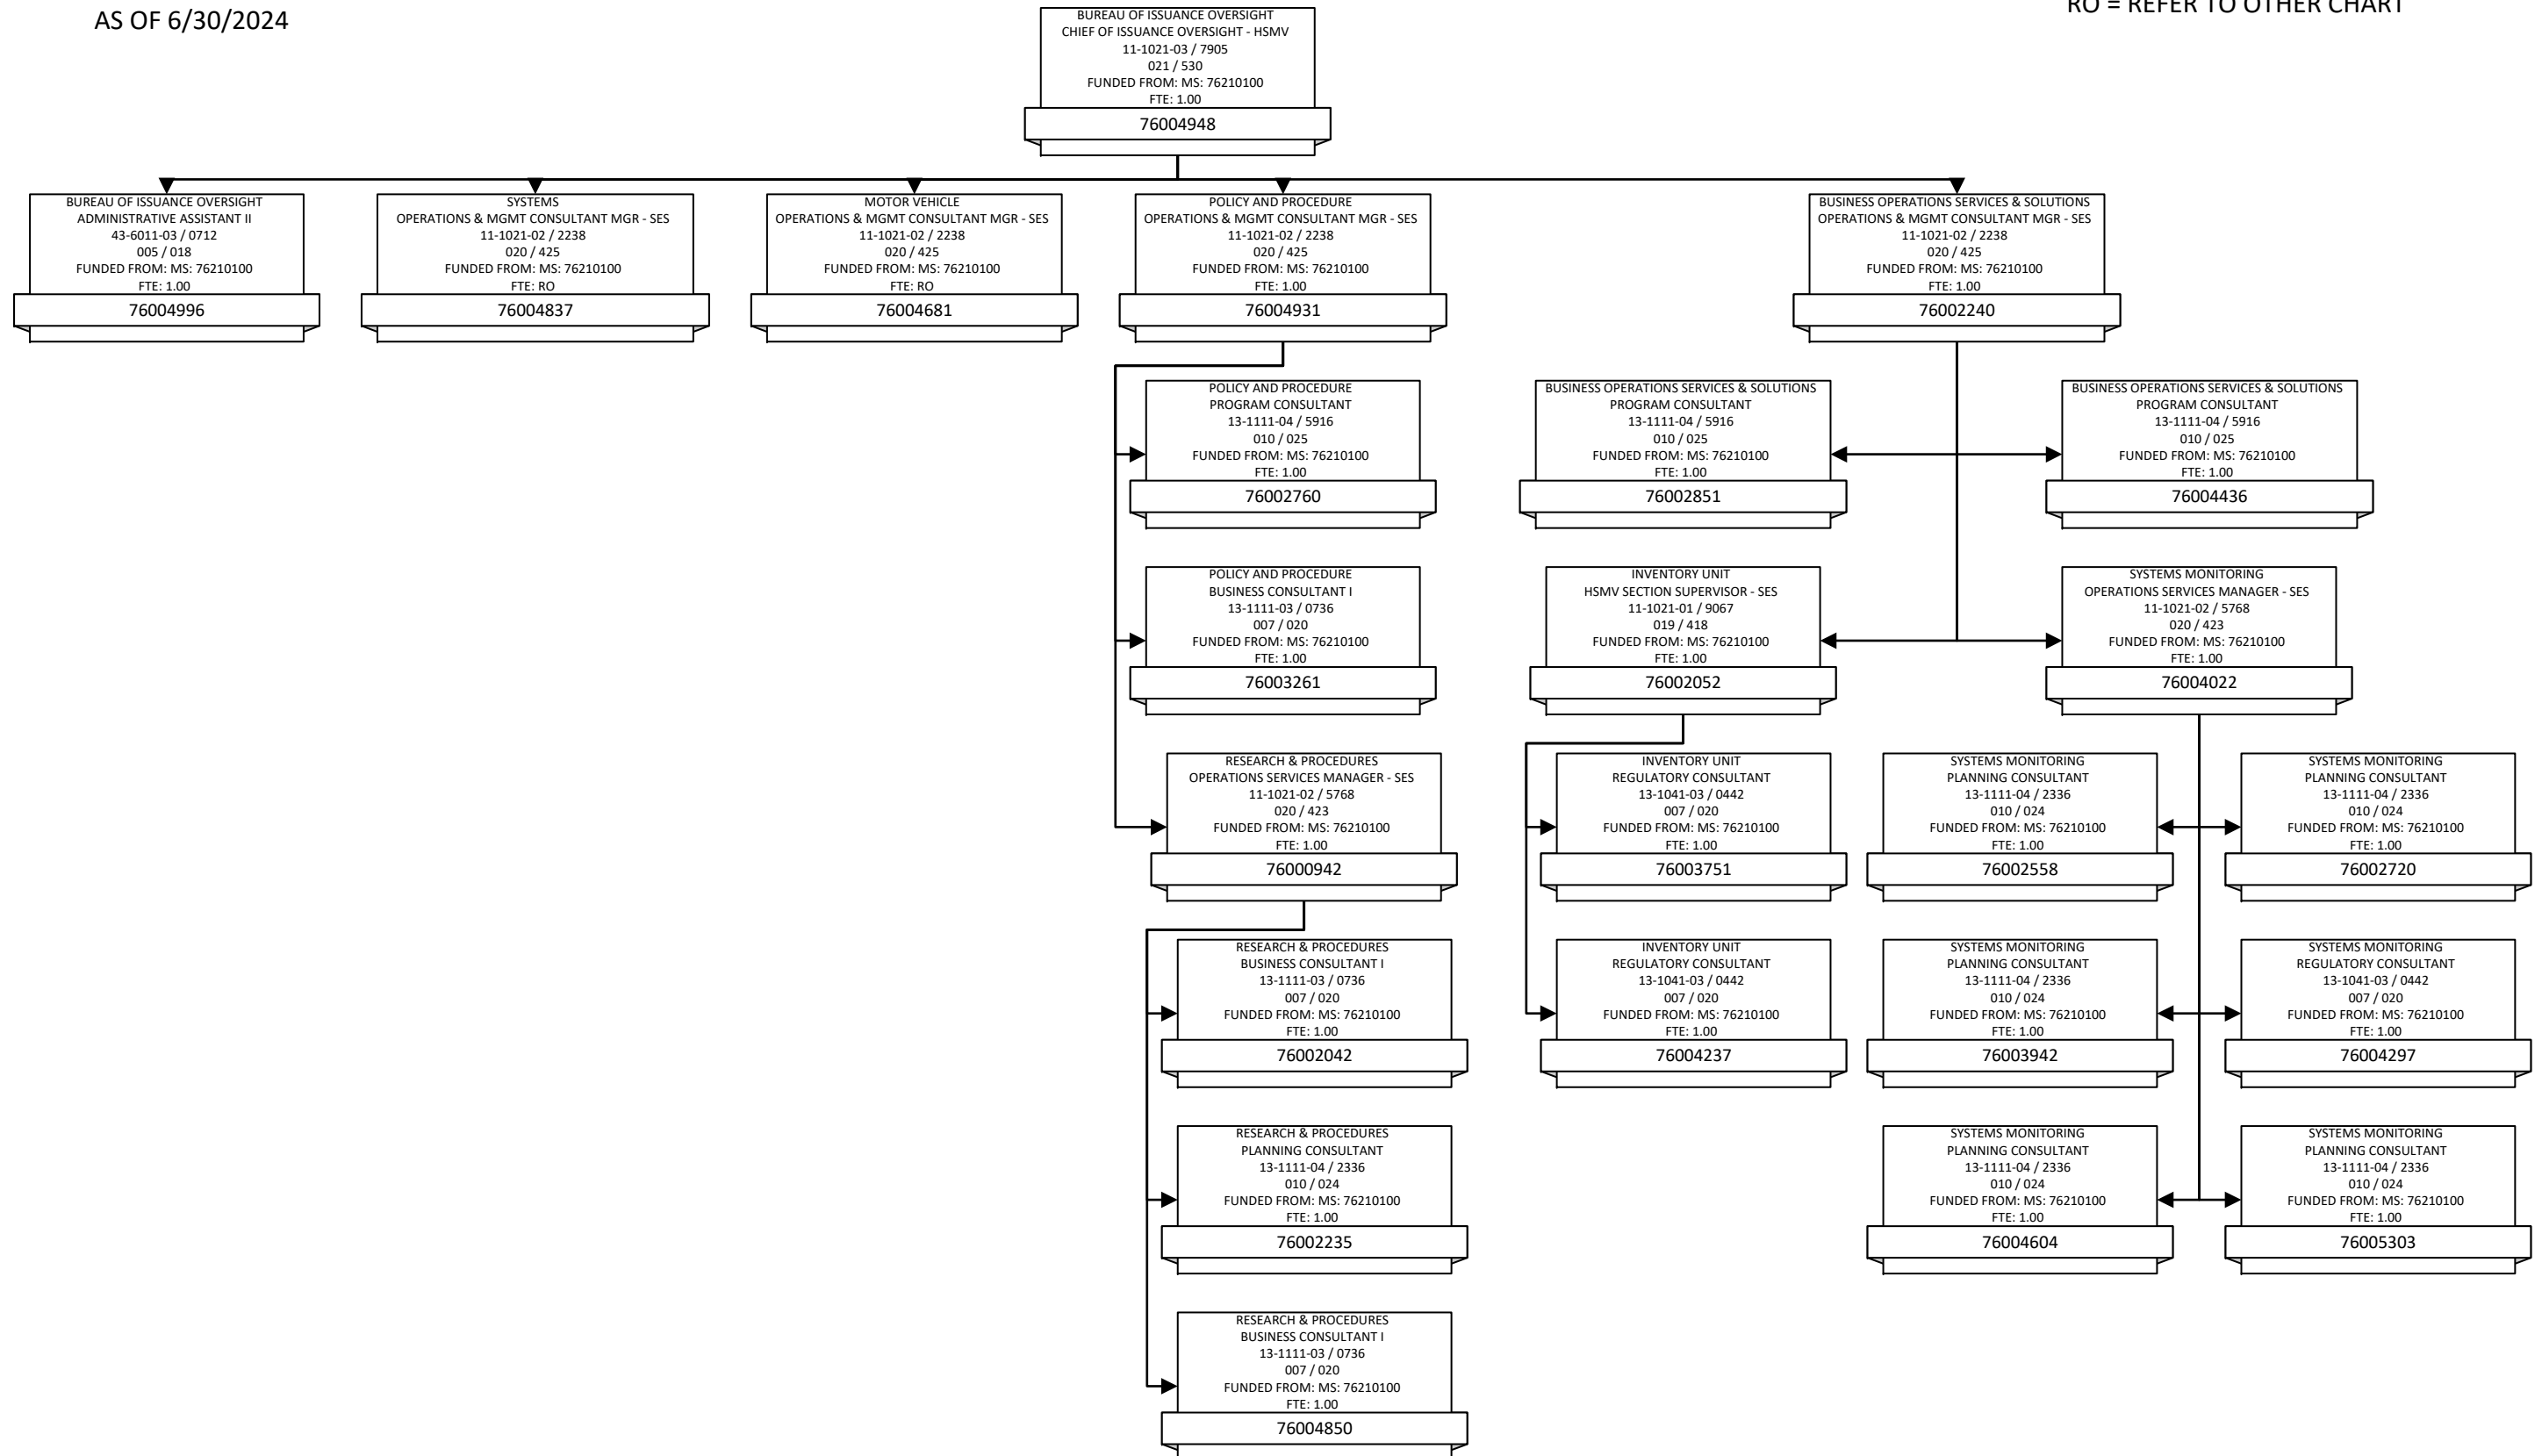 AS OF 6/30/2024
RO = REFER TO OTHER CHART
BUREAU OF ISSUANCE OVERSIGHT
CHIEF OF ISSUANCE OVERSIGHT - HSMV
11-1021-03 / 7905
021 / 530
FUNDED FROM: MS: 76210100
FTE: 1.00
76004948
BUREAU OF ISSUANCE OVERSIGHT
ADMINISTRATIVE ASSISTANT II
43-6011-03 / 0712
005 / 018
FUNDED FROM: MS: 76210100
FTE: 1.00
76004996
SYSTEMS
OPERATIONS & MGMT CONSULTANT MGR - SES
11-1021-02 / 2238
020 / 425
FUNDED FROM: MS: 76210100
FTE: RO
76004837
MOTOR VEHICLE
OPERATIONS & MGMT CONSULTANT MGR - SES
11-1021-02 / 2238
020 / 425
FUNDED FROM: MS: 76210100
FTE: RO
76004681
POLICY AND PROCEDURE
OPERATIONS & MGMT CONSULTANT MGR - SES
11-1021-02 / 2238
020 / 425
FUNDED FROM: MS: 76210100
FTE: 1.00
76004931
BUSINESS OPERATIONS SERVICES & SOLUTIONS
OPERATIONS & MGMT CONSULTANT MGR - SES
11-1021-02 / 2238
020 / 425
FUNDED FROM: MS: 76210100
FTE: 1.00
76002240
POLICY AND PROCEDURE
PROGRAM CONSULTANT
13-1111-04 / 5916
010 / 025
FUNDED FROM: MS: 76210100
FTE: 1.00
76002760
BUSINESS OPERATIONS SERVICES & SOLUTIONS
PROGRAM CONSULTANT
13-1111-04 / 5916
010 / 025
FUNDED FROM: MS: 76210100
FTE: 1.00
76002851
BUSINESS OPERATIONS SERVICES & SOLUTIONS
PROGRAM CONSULTANT
13-1111-04 / 5916
010 / 025
FUNDED FROM: MS: 76210100
FTE: 1.00
76004436
POLICY AND PROCEDURE
BUSINESS CONSULTANT I
13-1111-03 / 0736
007 / 020
FUNDED FROM: MS: 76210100
FTE: 1.00
76003261
INVENTORY UNIT
HSMV SECTION SUPERVISOR - SES
11-1021-01 / 9067
019 / 418
FUNDED FROM: MS: 76210100
FTE: 1.00
76002052
SYSTEMS MONITORING
OPERATIONS SERVICES MANAGER - SES
11-1021-02 / 5768
020 / 423
FUNDED FROM: MS: 76210100
FTE: 1.00
76004022
RESEARCH & PROCEDURES
OPERATIONS SERVICES MANAGER - SES
11-1021-02 / 5768
020 / 423
FUNDED FROM: MS: 76210100
FTE: 1.00
76000942
INVENTORY UNIT
REGULATORY CONSULTANT
13-1041-03 / 0442
007 / 020
FUNDED FROM: MS: 76210100
FTE: 1.00
76003751
SYSTEMS MONITORING
PLANNING CONSULTANT
13-1111-04 / 2336
010 / 024
FUNDED FROM: MS: 76210100
FTE: 1.00
76002558
SYSTEMS MONITORING
PLANNING CONSULTANT
13-1111-04 / 2336
010 / 024
FUNDED FROM: MS: 76210100
FTE: 1.00
76002720
RESEARCH & PROCEDURES
BUSINESS CONSULTANT I
13-1111-03 / 0736
007 / 020
FUNDED FROM: MS: 76210100
FTE: 1.00
76002042
INVENTORY UNIT
REGULATORY CONSULTANT
13-1041-03 / 0442
007 / 020
FUNDED FROM: MS: 76210100
FTE: 1.00
76004237
SYSTEMS MONITORING
PLANNING CONSULTANT
13-1111-04 / 2336
010 / 024
FUNDED FROM: MS: 76210100
FTE: 1.00
76003942
SYSTEMS MONITORING
REGULATORY CONSULTANT
13-1041-03 / 0442
007 / 020
FUNDED FROM: MS: 76210100
FTE: 1.00
76004297
RESEARCH & PROCEDURES
PLANNING CONSULTANT
13-1111-04 / 2336
010 / 024
FUNDED FROM: MS: 76210100
FTE: 1.00
76002235
SYSTEMS MONITORING
PLANNING CONSULTANT
13-1111-04 / 2336
010 / 024
FUNDED FROM: MS: 76210100
FTE: 1.00
76004604
SYSTEMS MONITORING
PLANNING CONSULTANT
13-1111-04 / 2336
010 / 024
FUNDED FROM: MS: 76210100
FTE: 1.00
76005303
RESEARCH & PROCEDURES
BUSINESS CONSULTANT I
13-1111-03 / 0736
007 / 020
FUNDED FROM: MS: 76210100
FTE: 1.00
76004850